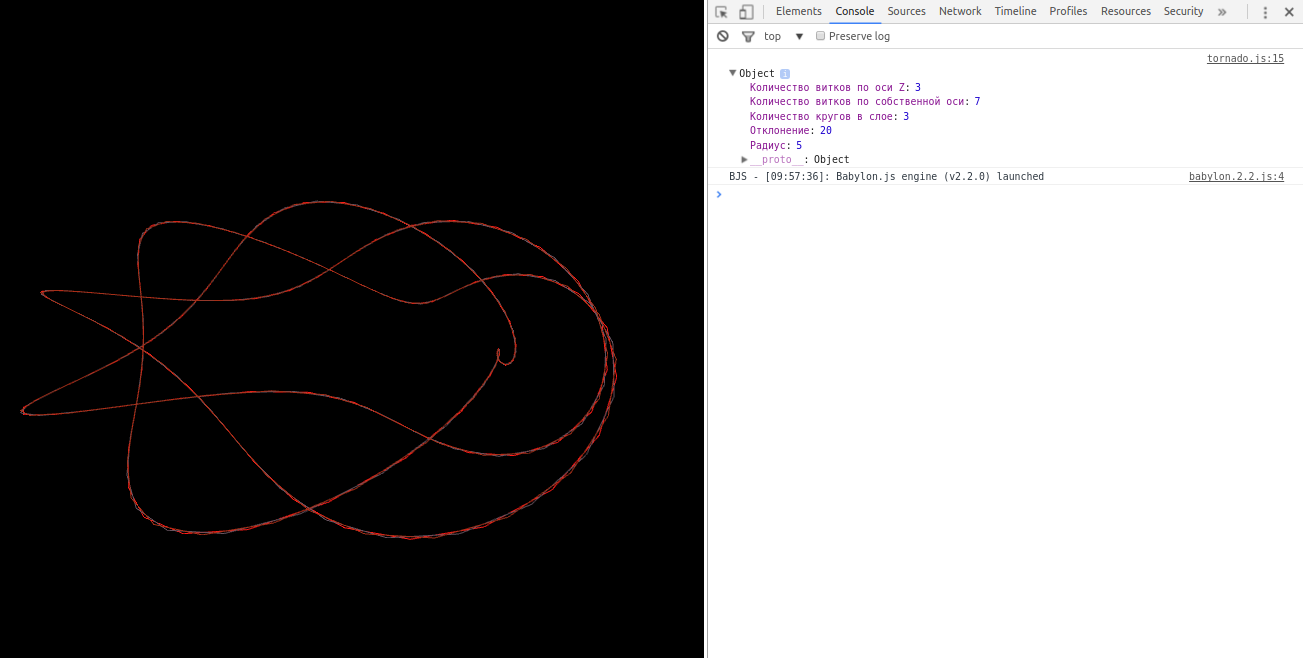 Elements Console Sources Network Timeline Profiles Resources Security »
top ▼ Preserve log
tornado.js:15
▼Object i
Количество витков по оси Z: 3
Количество витков по собственной оси: 7
Количество кругов в слое: 3
Отклонение: 20
Радиус: 5
▶__proto__: Object
BJS - [09:57:36]: Babylon.js engine (v2.2.0) launched babylon.2.2.js:4